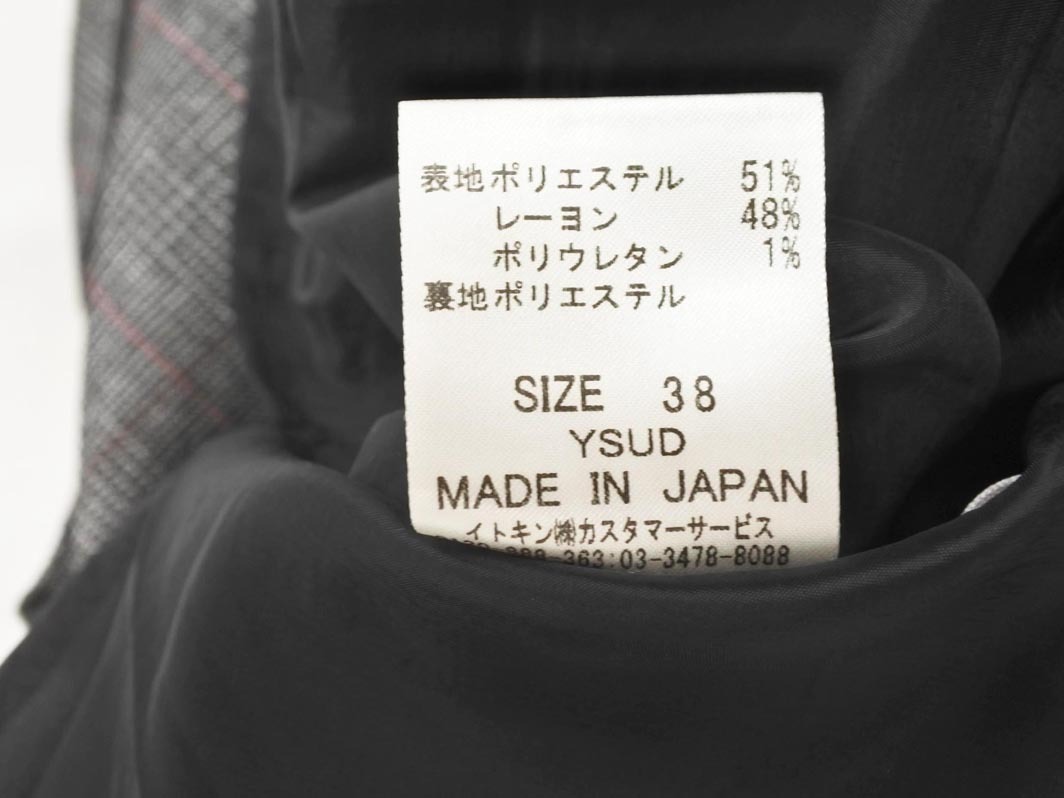 表地ポリエステル 51%
レーヨン 48%
ポリウレタン 1%
裏地ポリエステル
SIZE 38
YSUD
MADE IN JAPAN
イトキン㈱カスタマーサービス
363:03-3478-8088